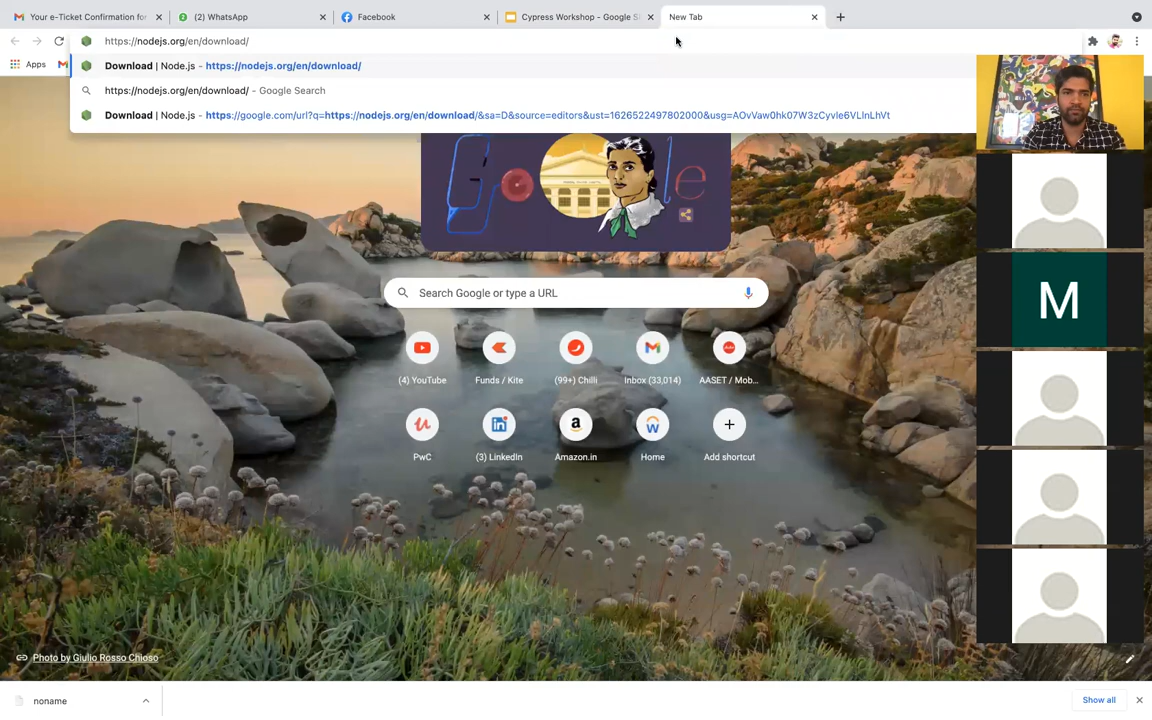 Your e-Ticket Confirmation for
(2) WhatsApp
Facebook
Cypress Workshop - Google Sl
New Tab
https://nodejs.org/en/download/
Apps
Download | Node.js - https://nodejs.org/en/download/
https://nodejs.org/en/download/ - Google Search
Download | Node.js - https://google.com/url?q=https://nodejs.org/en/download/&sa=D&source=editors&ust=1626522497802000&usg=AOvVaw0hk07W3zCyvle6VLlnLhVt
Search Google or type a URL
(4) YouTube
Funds / Kite
(99+) Chilli
Inbox (33,014)
AASET / Mob...
PwC
(3) LinkedIn
Amazon.in
Home
Add shortcut
M
Photo by Giulio Rosso Chioso
noname
Show all